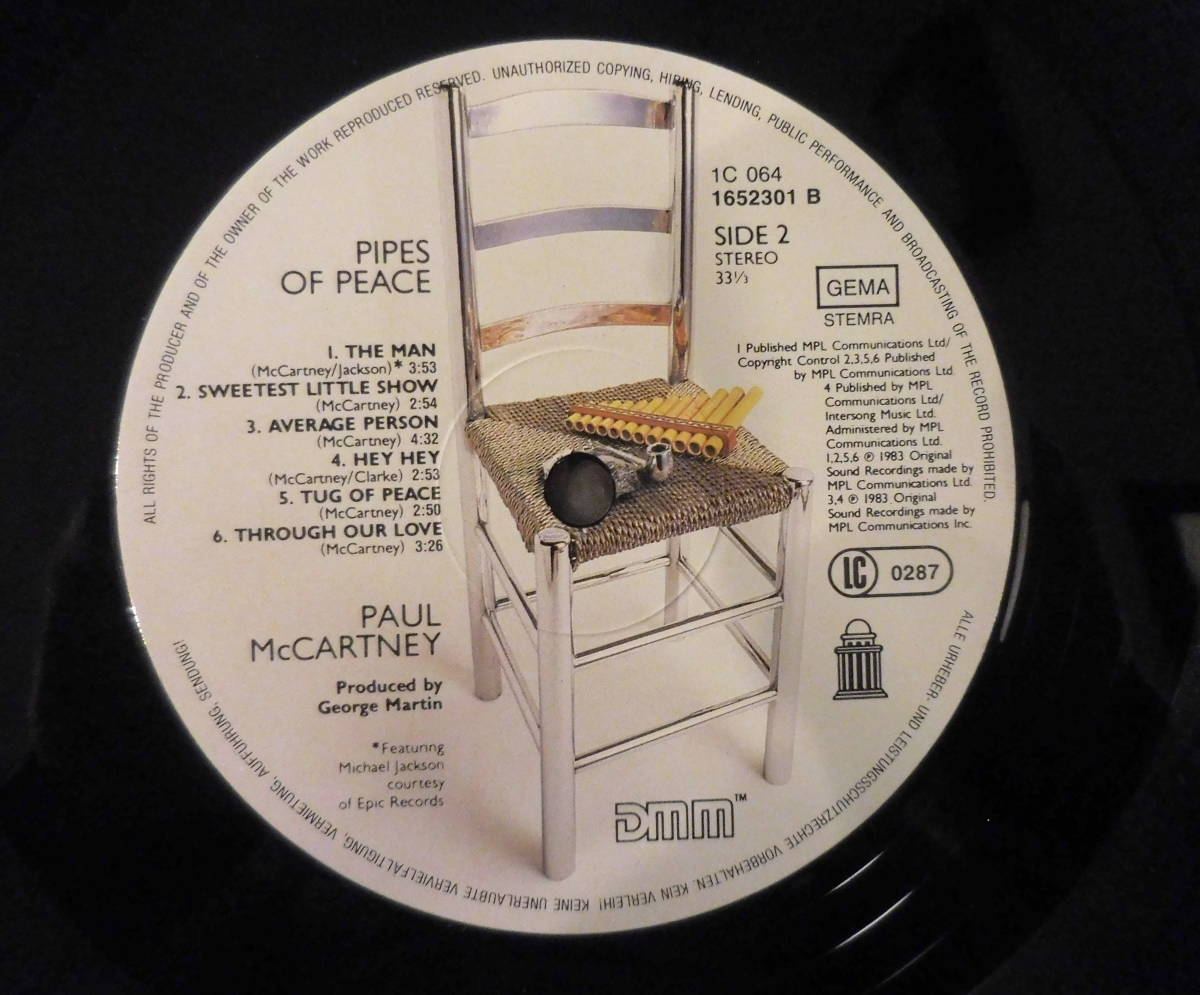 ALL RIGHTS OF THE PRODUCER AND OF THE OWNER OF THE WORK REPRODUCED RESERVED. UNAUTHORIZED COPYING, HIRING, LENDING, PUBLIC PERFORMANCE AND BROADCASTING OF THE RECORD PROHIBITED.
PIPES
OF PEACE
1. THE MAN
(McCartney/Jackson)* 3:53
2. SWEETEST LITTLE SHOW
(McCartney) 2:54
3. AVERAGE PERSON
(McCartney) 4:32
4. HEY HEY
(McCartney/Clarke) 2:53
5. TUG OF PEACE
(McCartney) 2:50
6. THROUGH OUR LOVE
(McCartney) 3:26
PAUL
McCARTNEY
Produced by
George Martin
*Featuring
Michael Jackson
courtesy
of Epic Records
1C 064
1652301 B
SIDE 2
STEREO
33⅓
GEMA
STEMRA
1 Published MPL Communications Ltd/
Copyright Control 2,3,5,6 Published
by MPL Communications Ltd.
4 Published by MPL
Communications Ltd/
Intersong Music Ltd.
Administered by MPL
Communications Ltd.
1,2,5,6 ℗ 1983 Original
Sound Recordings made by
MPL Communications Ltd.
3,4 ℗ 1983 Original
Sound Recordings made by
MPL Communications Inc.
LC 0287
DMM™
ALLE URHEBER- UND LEISTUNGSSCHUTZRECHTE VORBEHALTEN. KEIN VERLEIH! KEINE UNERLAUBTE VERVIELFÄLTIGUNG, VERMIETUNG, AUFFÜHRUNG, SENDUNG!